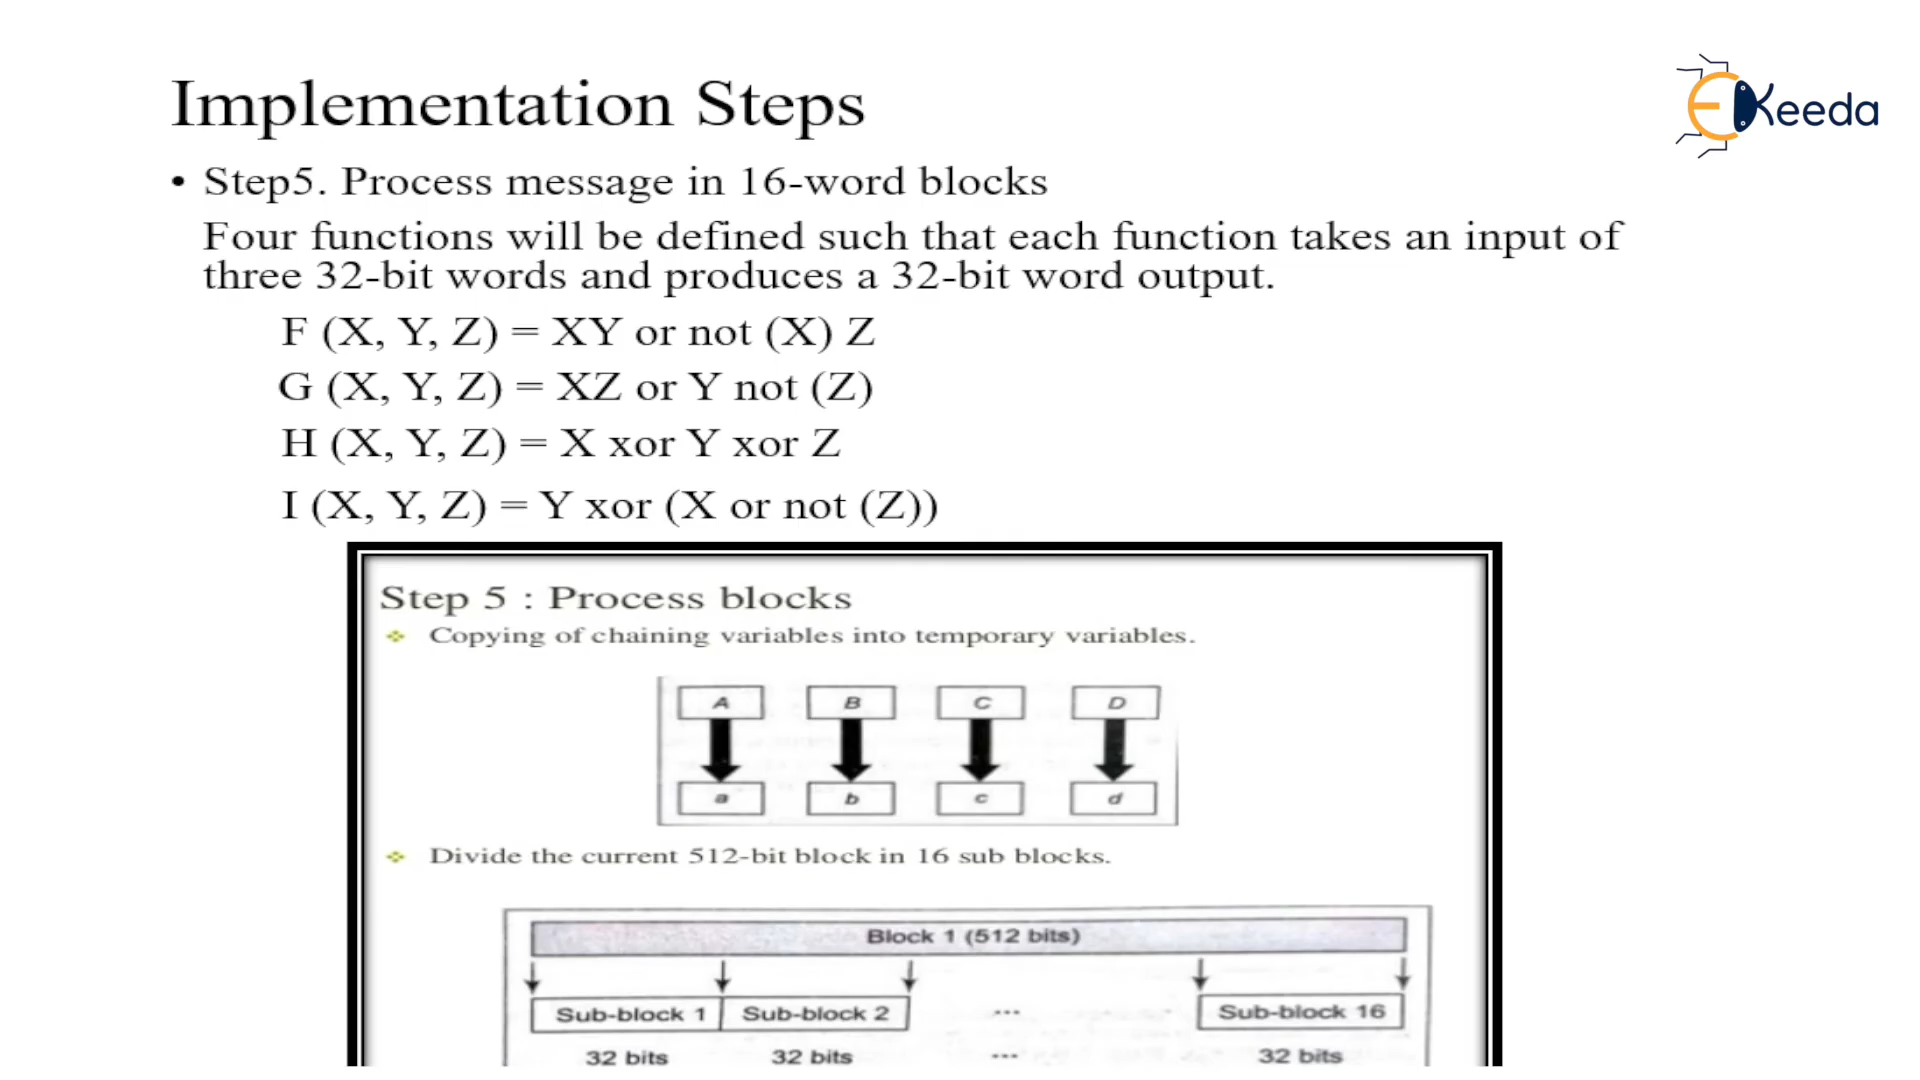 Implementation Steps
EKeeda
• Step5. Process message in 16-word blocks
Four functions will be defined such that each function takes an input of
three 32-bit words and produces a 32-bit word output.
F (X, Y, Z) = XY or not (X) Z
G (X, Y, Z) = XZ or Y not (Z)
H (X, Y, Z) = X xor Y xor Z
I (X, Y, Z) = Y xor (X or not (Z))
Step 5 : Process blocks
❖ Copying of chaining variables into temporary variables.
A B C D
a b c d
❖ Divide the current 512-bit block in 16 sub blocks.
Block 1 (512 bits)
Sub-block 1 Sub-block 2 ... Sub-block 16
32 bits 32 bits ... 32 bits